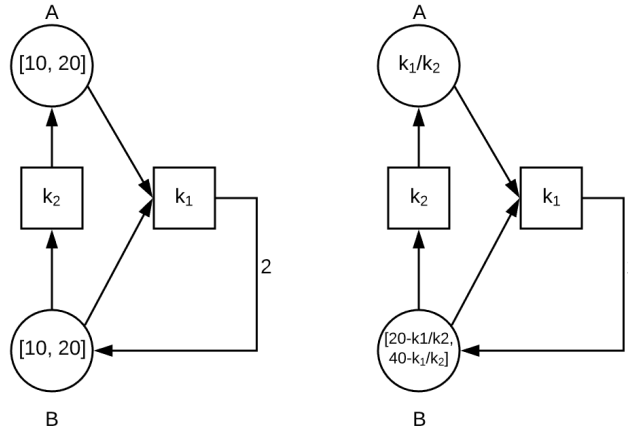 A
[10, 20]
k₂
k₁
2
[10, 20]
B
A
k₁/k₂
k₂
k₁
[20-k1/k2,
40-k₁/k₂]
B